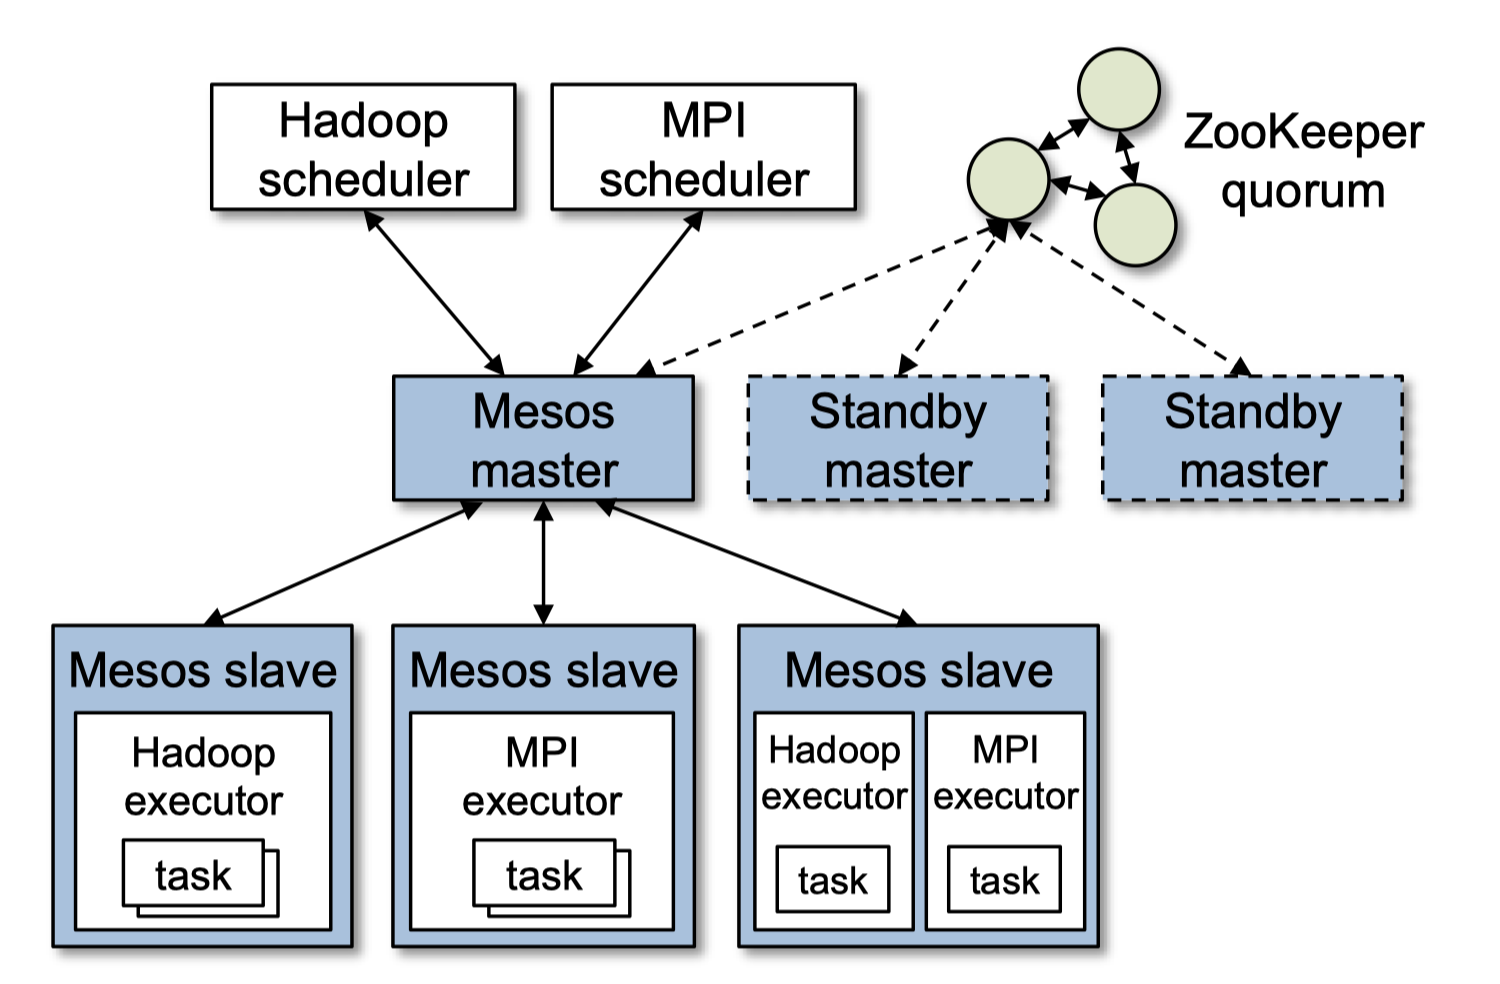 Hadoop
scheduler
MPI
scheduler
ZooKeeper
quorum
Mesos
master
Standby
master
Standby
master
Mesos slave
Hadoop
executor
task
Mesos slave
MPI
executor
task
Mesos slave
Hadoop
executor
task
MPI
executor
task